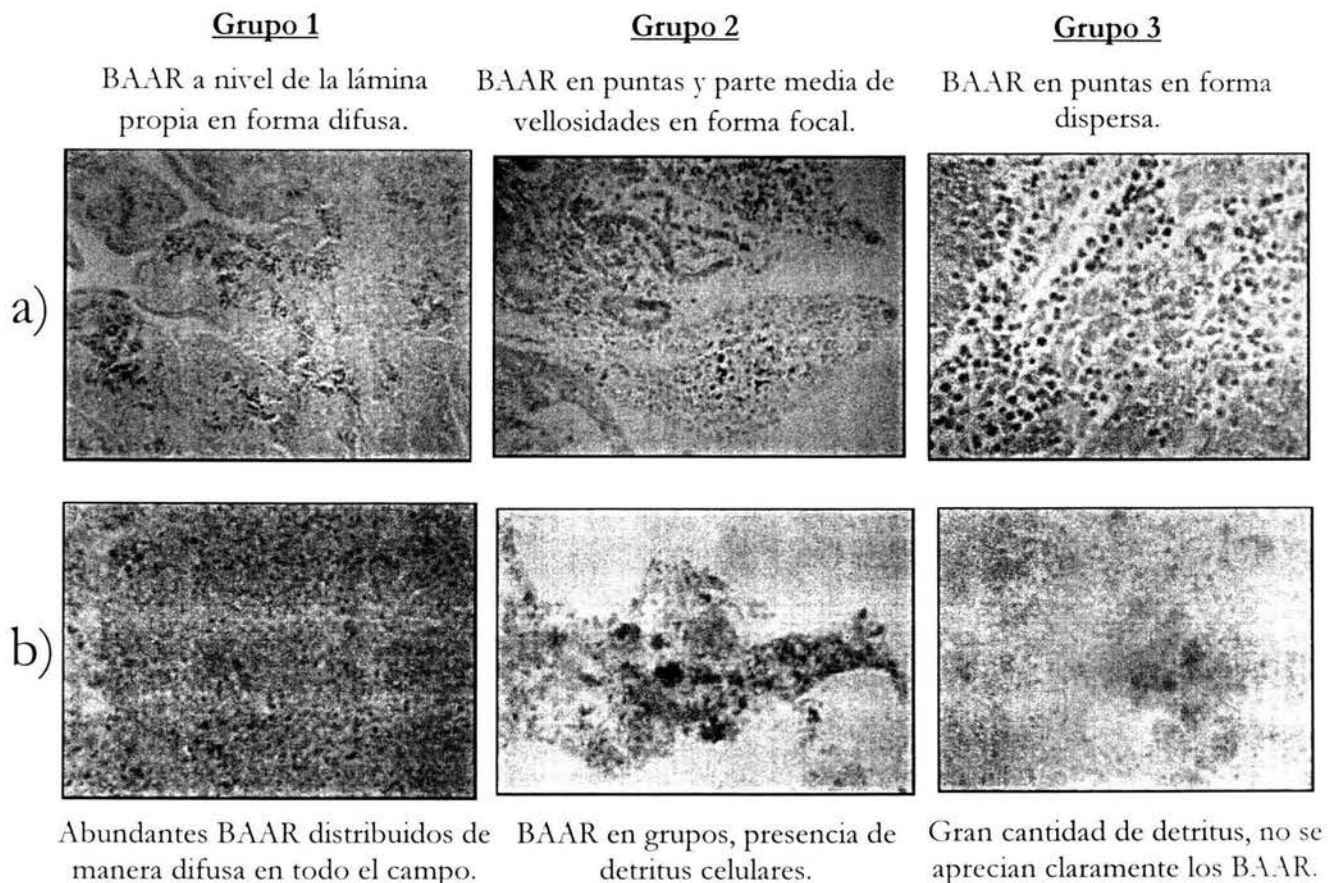 Grupo 1
Grupo 2
Grupo 3
BAAR a nivel de la lámina
propia en forma difusa.
BAAR en puntas y parte media de
vellosidades en forma focal.
BAAR en puntas en forma
dispersa.
a)
b)
Abundantes BAAR distribuidos de
manera difusa en todo el campo.
BAAR en grupos, presencia de
detritus celulares.
Gran cantidad de detritus, no se
aprecian claramente los BAAR.